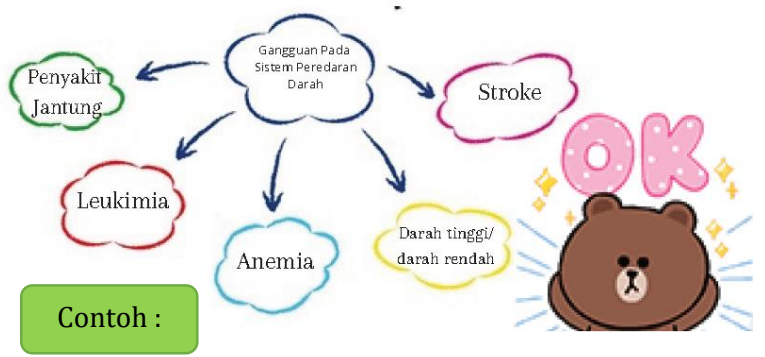 Gangguan Pada
Sistem Peredaran
Darah
Penyakit
Jantung
Stroke
Leukimia
Anemia
Darah tinggi/
darah rendah
OK
Contoh :